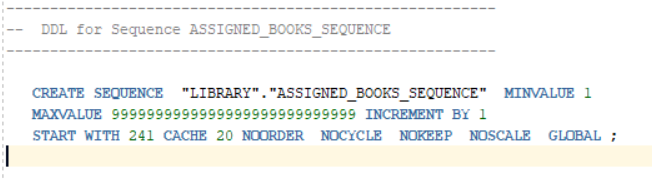 --------------------------------------------------------
--  DDL for Sequence ASSIGNED_BOOKS_SEQUENCE
--------------------------------------------------------
CREATE SEQUENCE  "LIBRARY"."ASSIGNED_BOOKS_SEQUENCE"  MINVALUE 1
MAXVALUE 9999999999999999999999999999 INCREMENT BY 1
START WITH 241 CACHE 20 NOORDER  NOCYCLE  NOKEEP  NOSCALE  GLOBAL ;